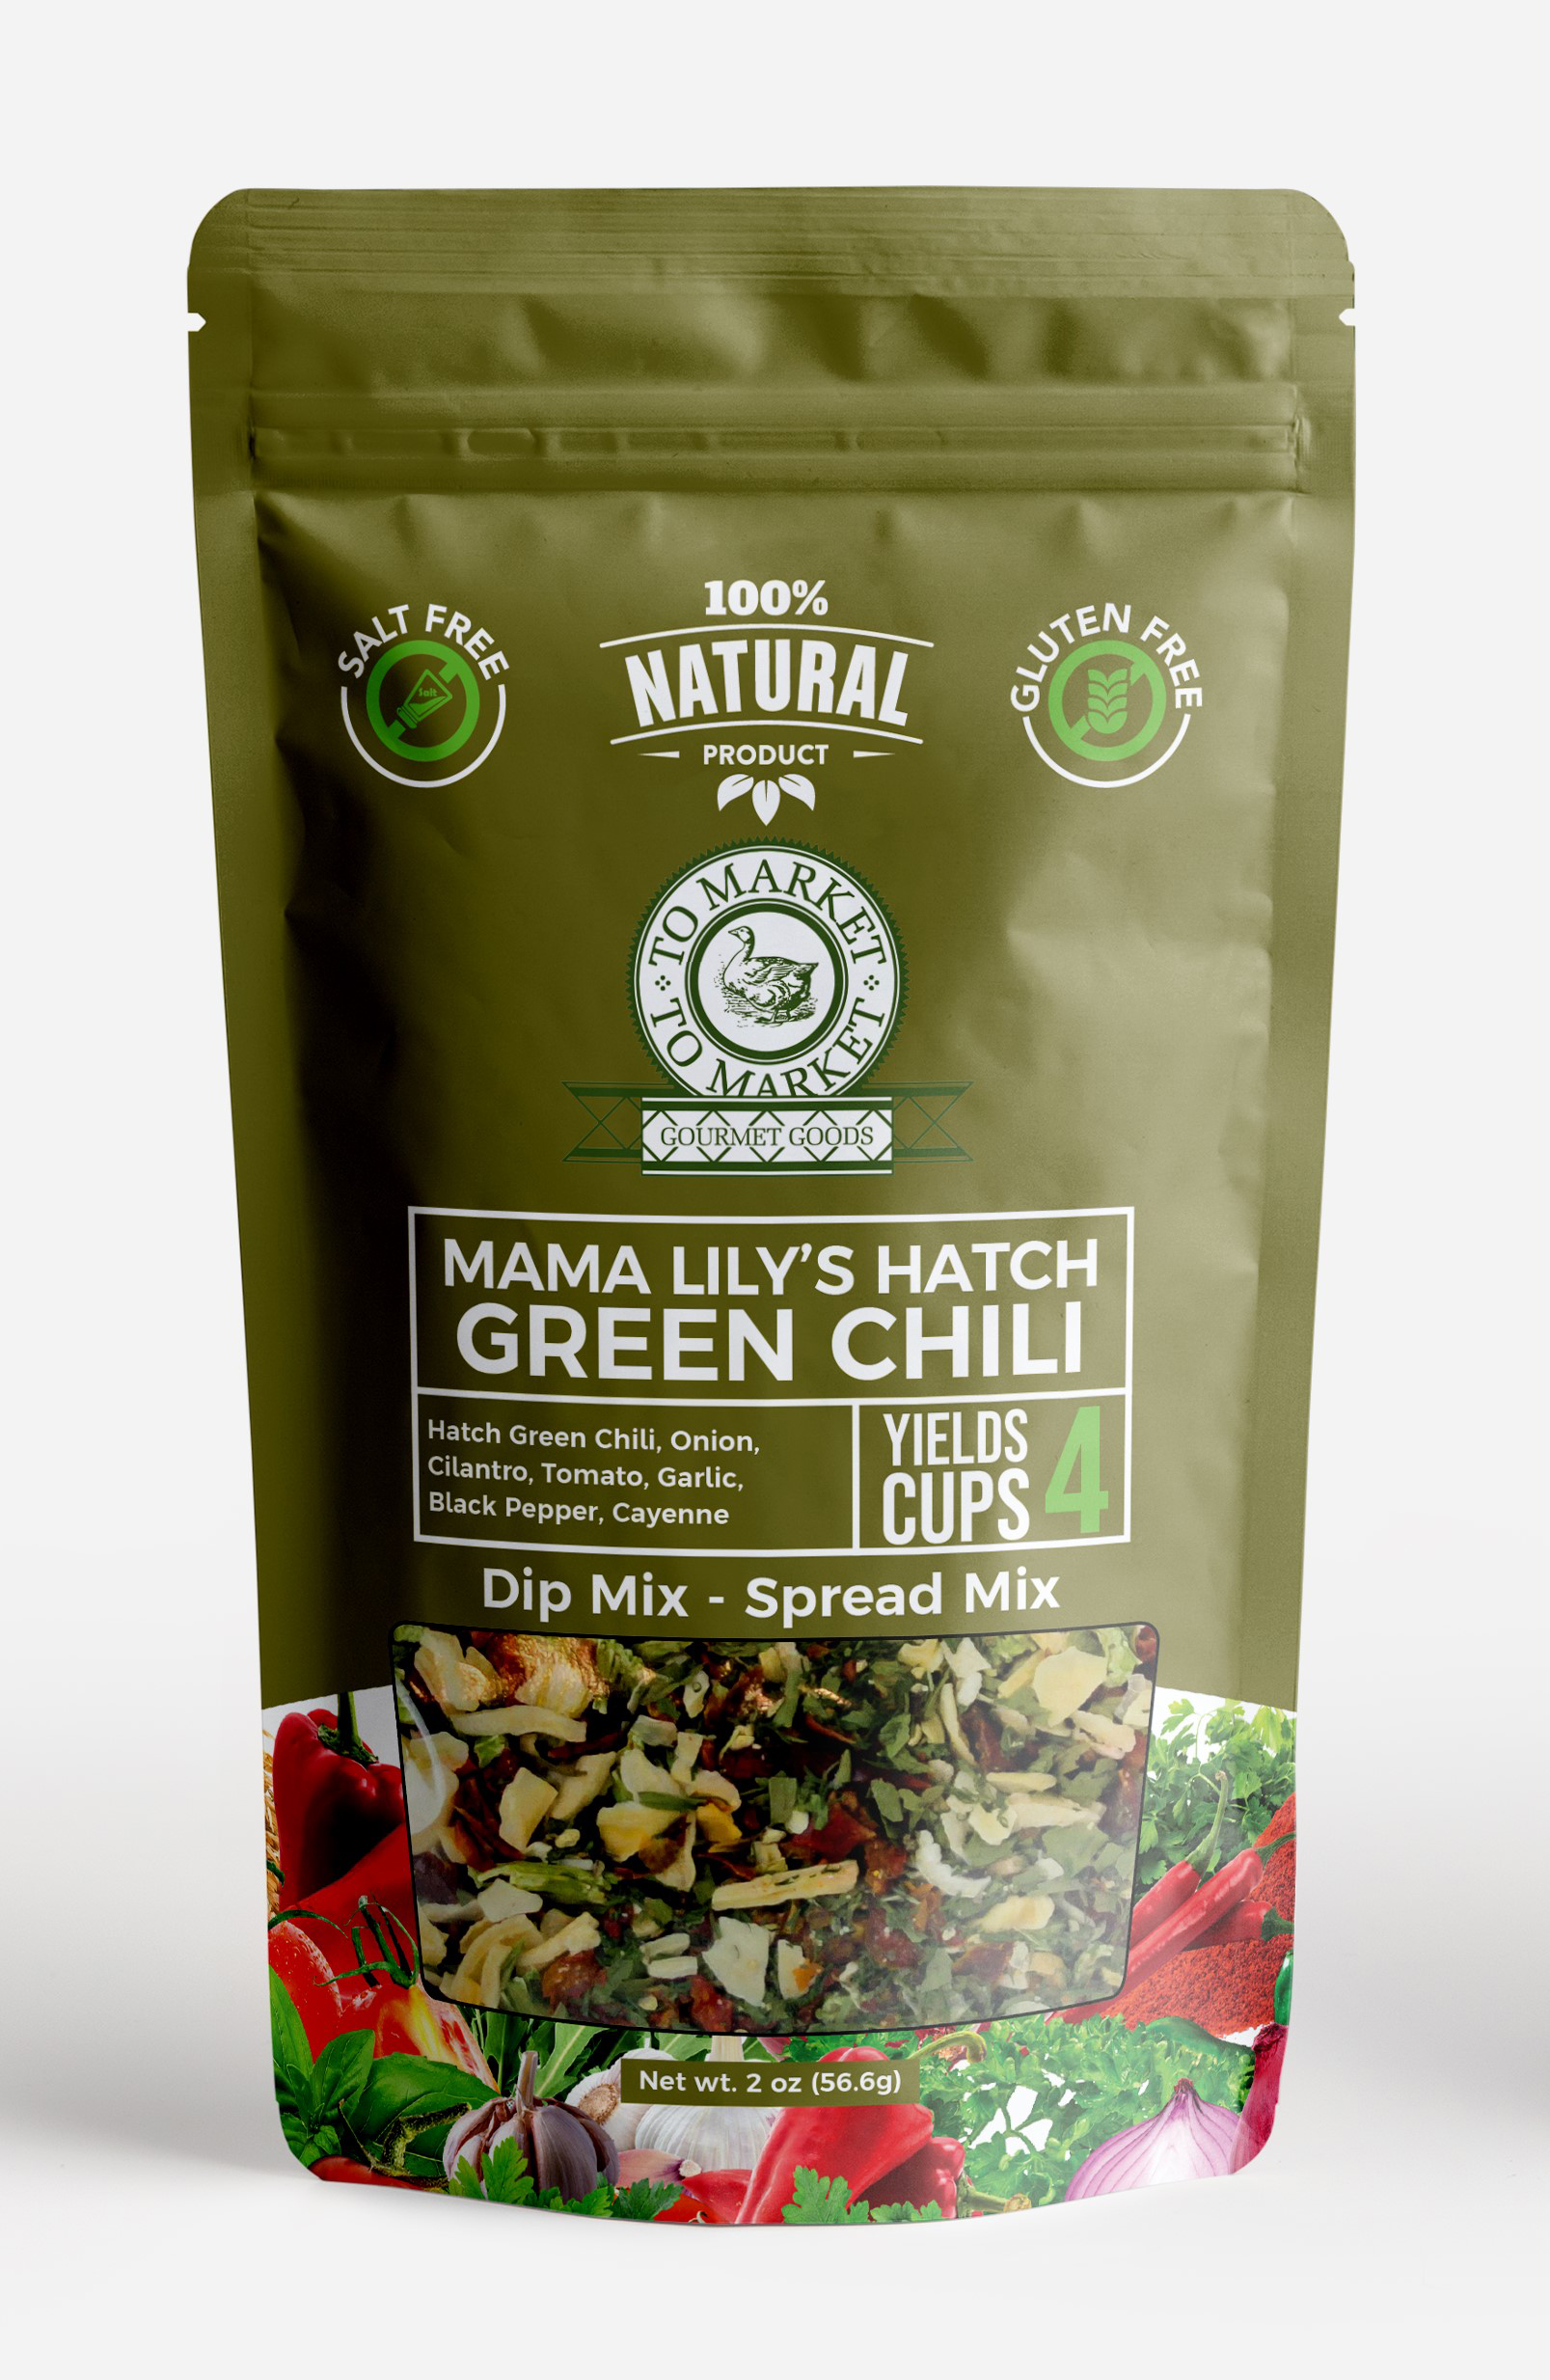 100%
NATURAL
PRODUCT
SALT FREE
Salt
GLUTEN FREE
TO MARKET
TO MARKET
GOURMET GOODS
MAMA LILY'S HATCH
GREEN CHILI
Hatch Green Chili, Onion,
Cilantro, Tomato, Garlic,
Black Pepper, Cayenne
YIELDS
CUPS 4
Dip Mix - Spread Mix
Net wt. 2 oz (56.6g)